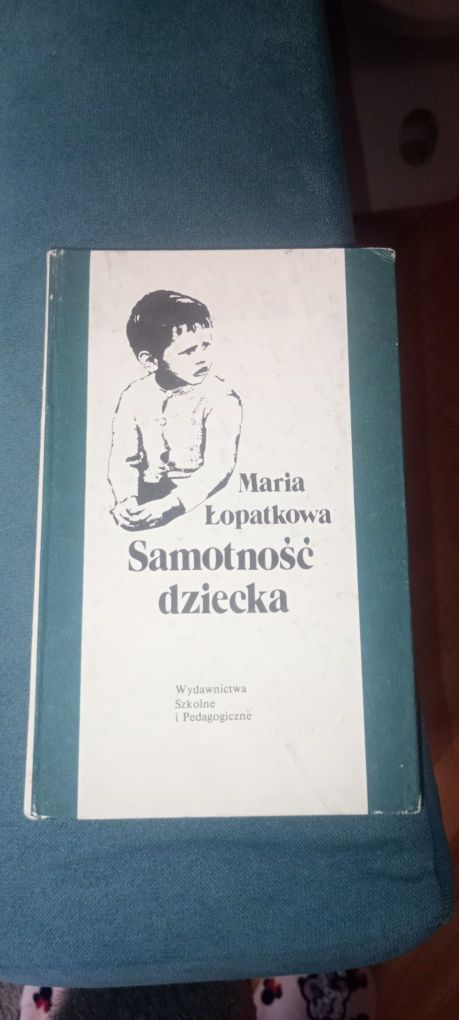 Maria
Łopatkowa
Samotność
dziecka
Wydawnictwa
Szkolne
i Pedagogiczne